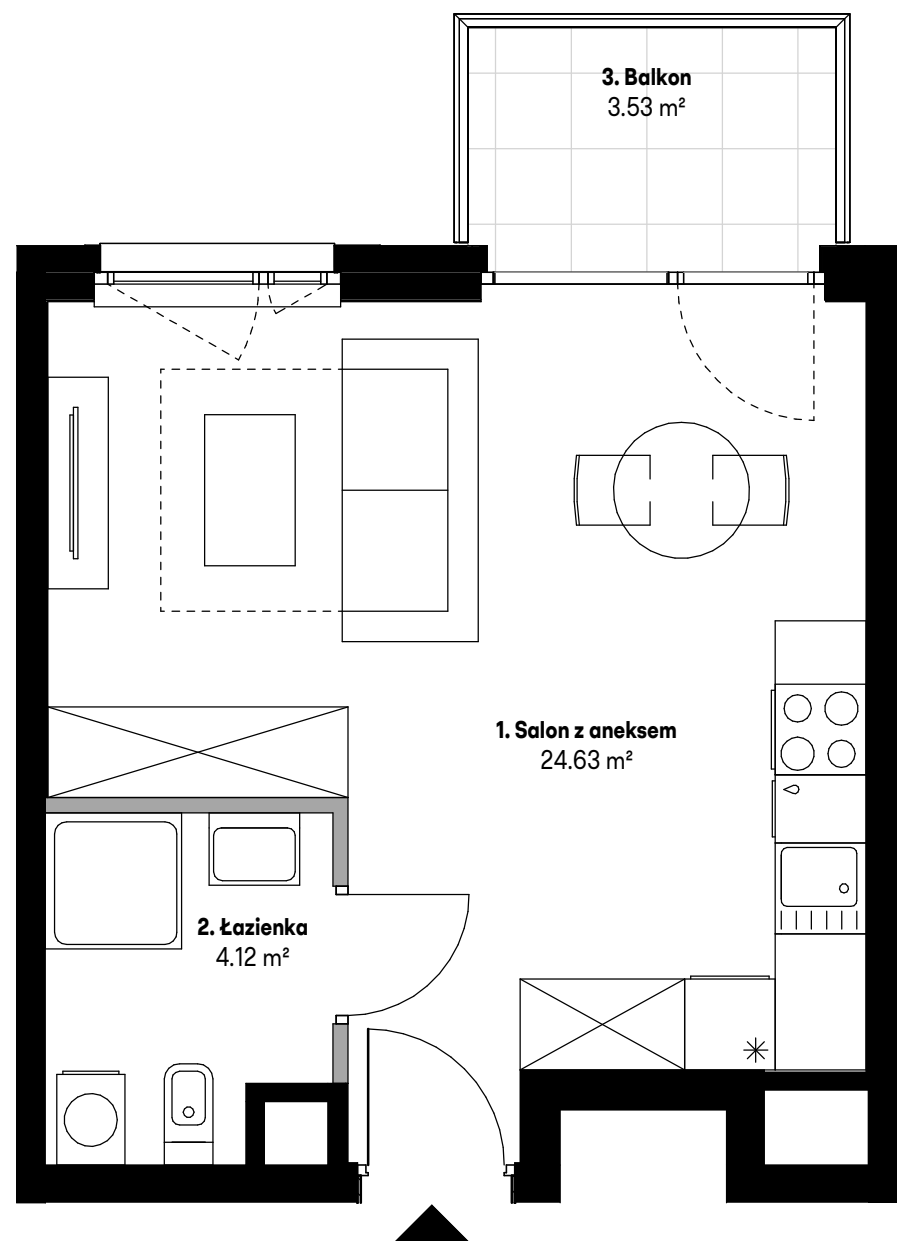 3. Balkon
3.53 m²
1. Salon z aneksem
24.63 m²
2. Łazienka
4.12 m²